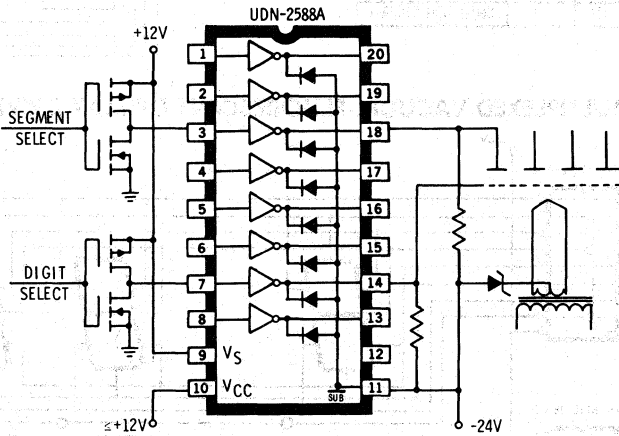 UDN-2588A
+12V
SEGMENT
SELECT
DIGIT
SELECT
1
2
3
4
5
6
7
8
9 VS
10 VCC
≤+12V
20
19
18
17
16
15
14
13
12
11
SUB
-24V